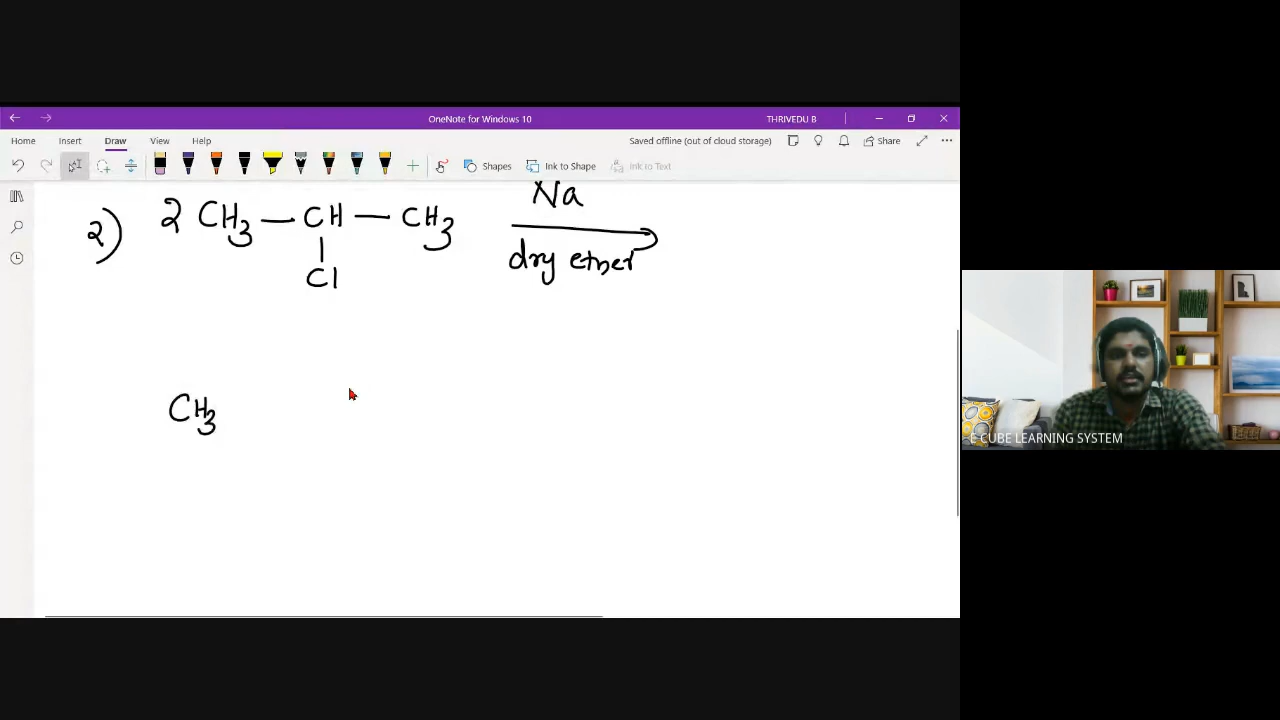 OneNote for Windows 10
THRIVEDU B
Home Insert Draw View Help
Saved offline (out of cloud storage)
Share
Shapes
Ink to Shape
Ink to Text
Na
2) 2 CH3 — CH — CH3
dry ether
Cl
CH3
E CUBE LEARNING SYSTEM